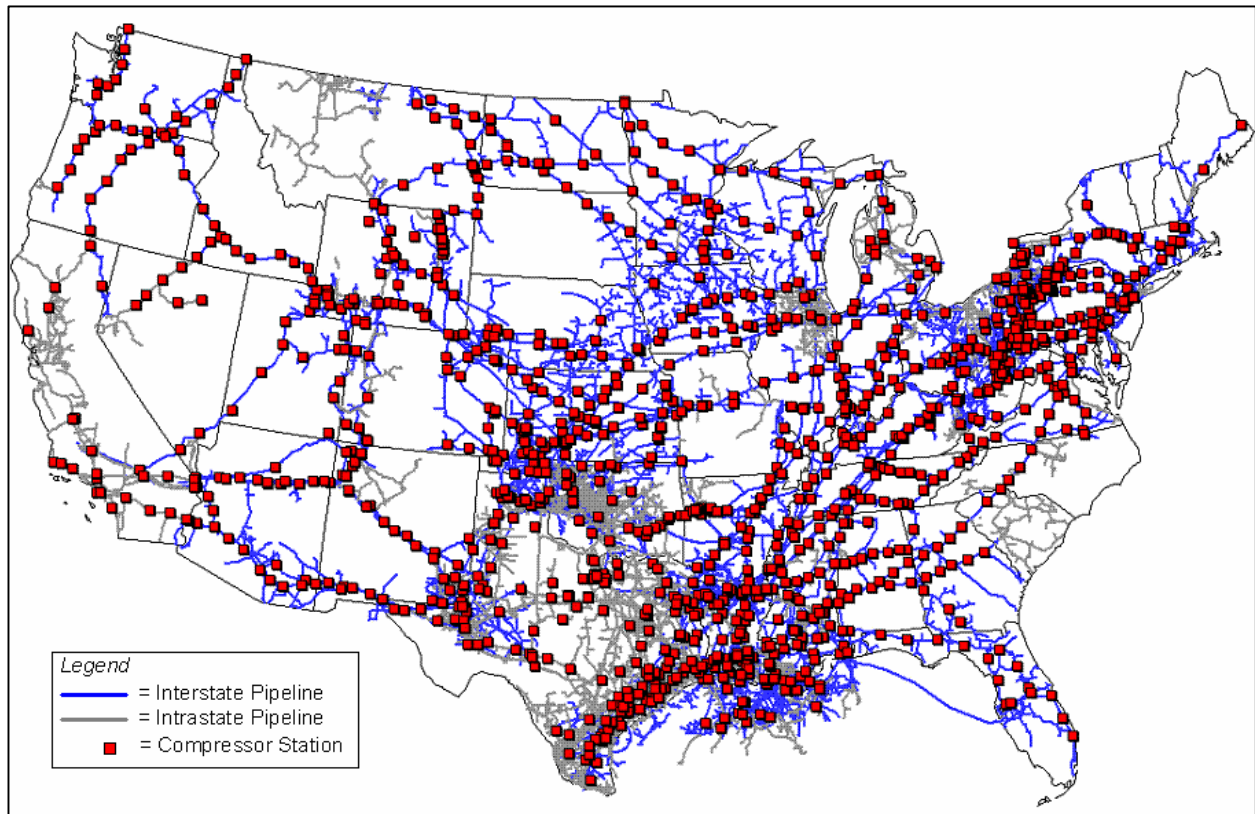 Legend
= Interstate Pipeline
= Intrastate Pipeline
= Compressor Station